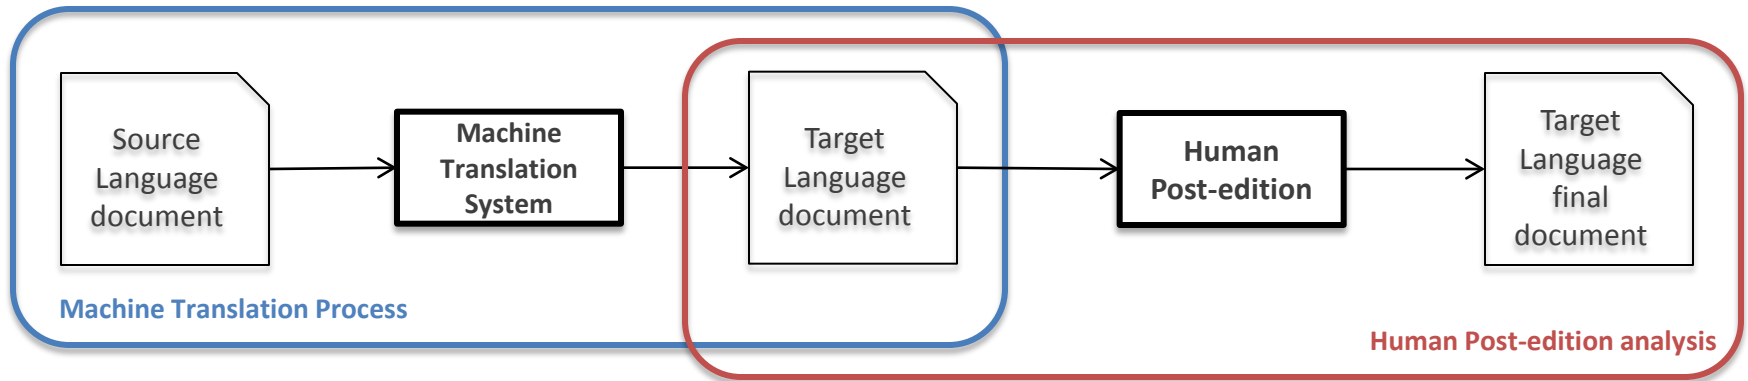 Source
Language
document
Machine
Translation
System
Target
Language
document
Human
Post-edition
Target
Language
final
document
Machine Translation Process
Human Post-edition analysis